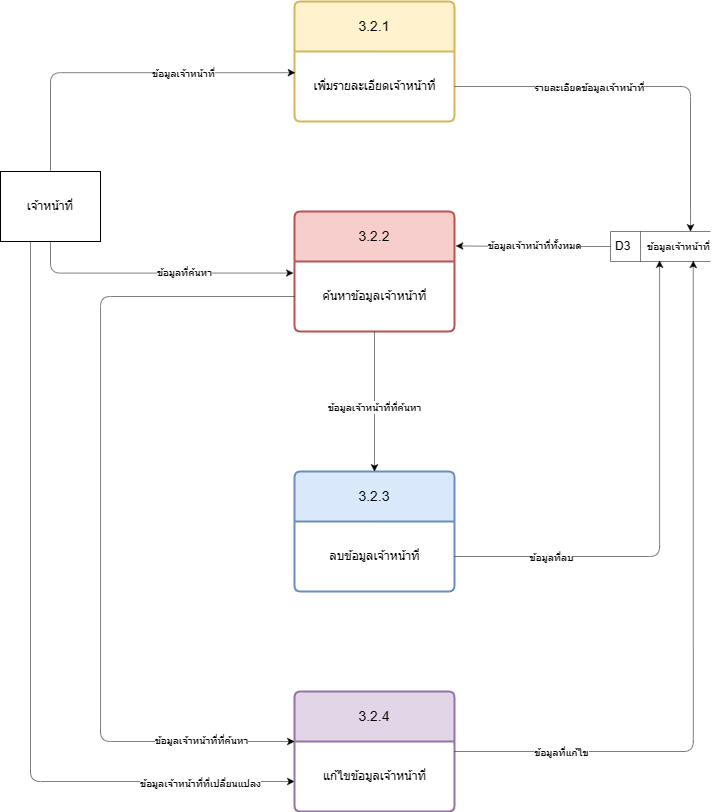 3.2.1
ข้อมูลเจ้าหน้าที่
เพิ่มรายละเอียดเจ้าหน้าที่
รายละเอียดข้อมูลเจ้าหน้าที่
เจ้าหน้าที่
3.2.2
ข้อมูลเจ้าหน้าที่ทั้งหมด
D3
ข้อมูลเจ้าหน้าที่
ข้อมูลที่ค้นหา
ค้นหาข้อมูลเจ้าหน้าที่
ข้อมูลเจ้าหน้าที่ที่ค้นหา
3.2.3
ลบข้อมูลเจ้าหน้าที่
ข้อมูลที่ลบ
3.2.4
ข้อมูลเจ้าหน้าที่ที่ค้นหา
ข้อมูลที่แก้ไข
แก้ไขข้อมูลเจ้าหน้าที่
ข้อมูลเจ้าหน้าที่ที่เปลี่ยนแปลง